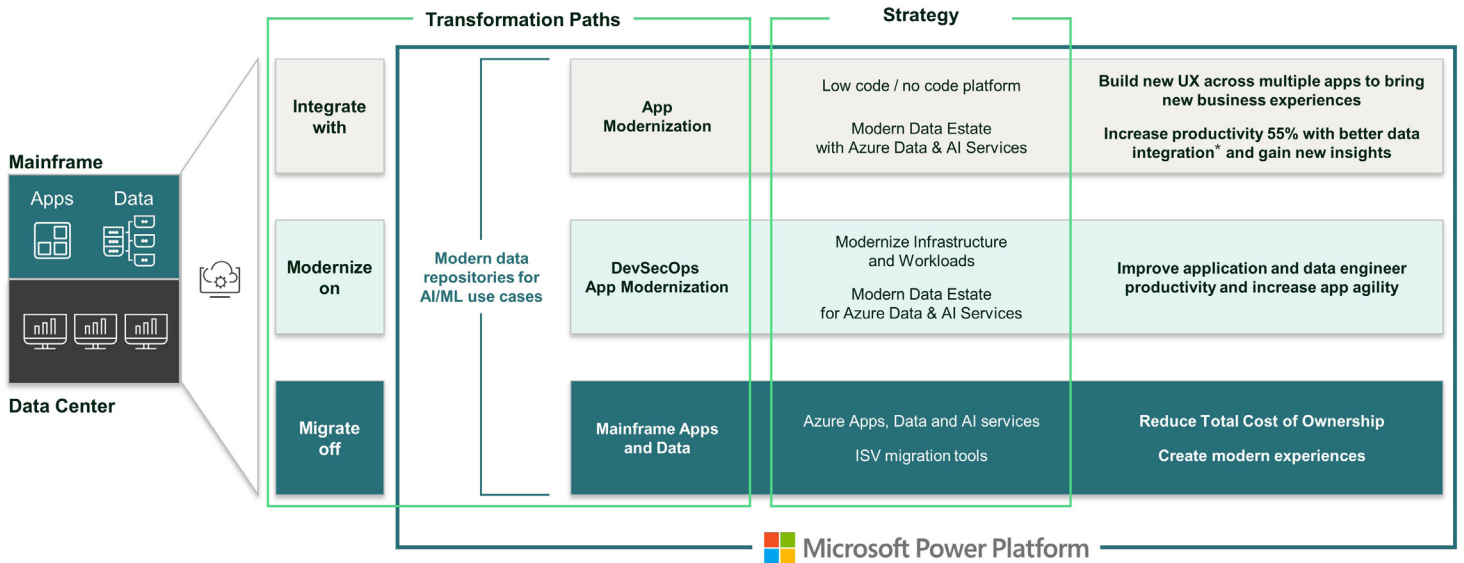 Transformation Paths
Strategy
Mainframe
Apps
Data
Data Center
Integrate
with
Modernize
on
Migrate
off
Modern data
repositories for
AI/ML use cases
App
Modernization
Low code / no code platform
Modern Data Estate
with Azure Data & AI Services
Build new UX across multiple apps to bring
new business experiences
Increase productivity 55% with better data
integration* and gain new insights
DevSecOps
App Modernization
Modernize Infrastructure
and Workloads
Modern Data Estate
for Azure Data & AI Services
Improve application and data engineer
productivity and increase app agility
Mainframe Apps
and Data
Azure Apps, Data and AI services
ISV migration tools
Reduce Total Cost of Ownership
Create modern experiences
Microsoft Power Platform